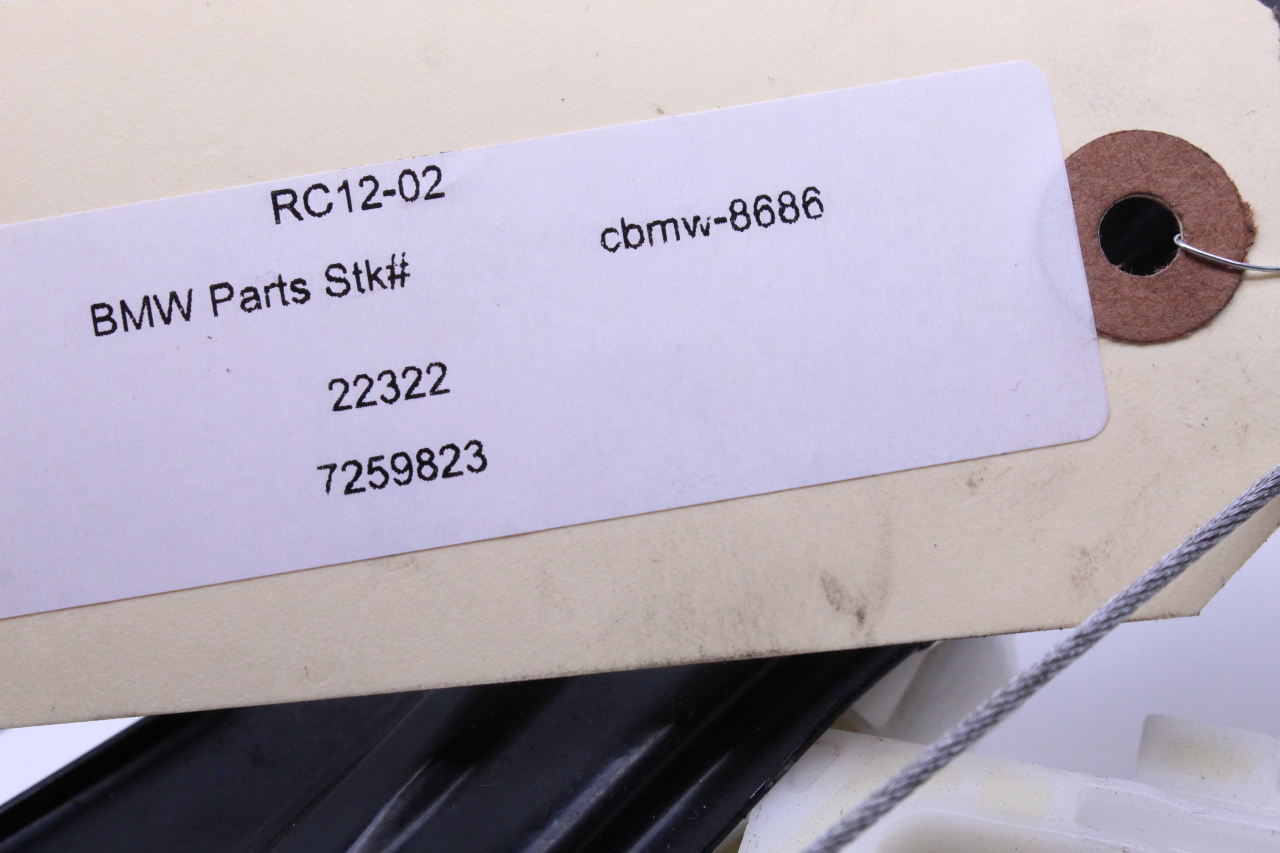 RC12-02
cbmw-8686
BMW Parts Stk#
22322
7259823